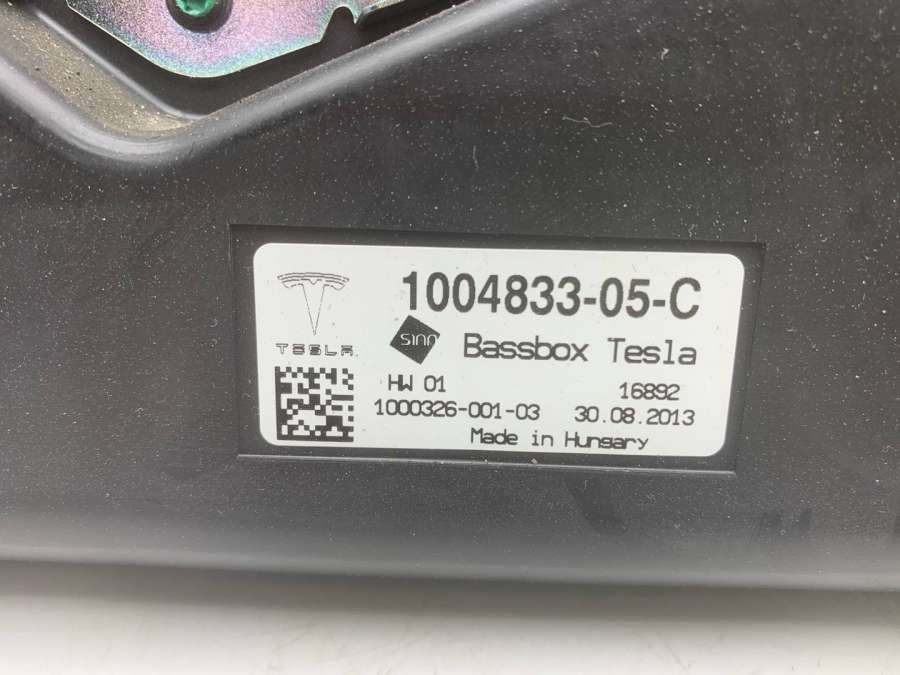 1004833-05-C
TESLA
SINN Bassbox Tesla
HW 01 16892
1000326-001-03 30.08.2013
Made in Hungary